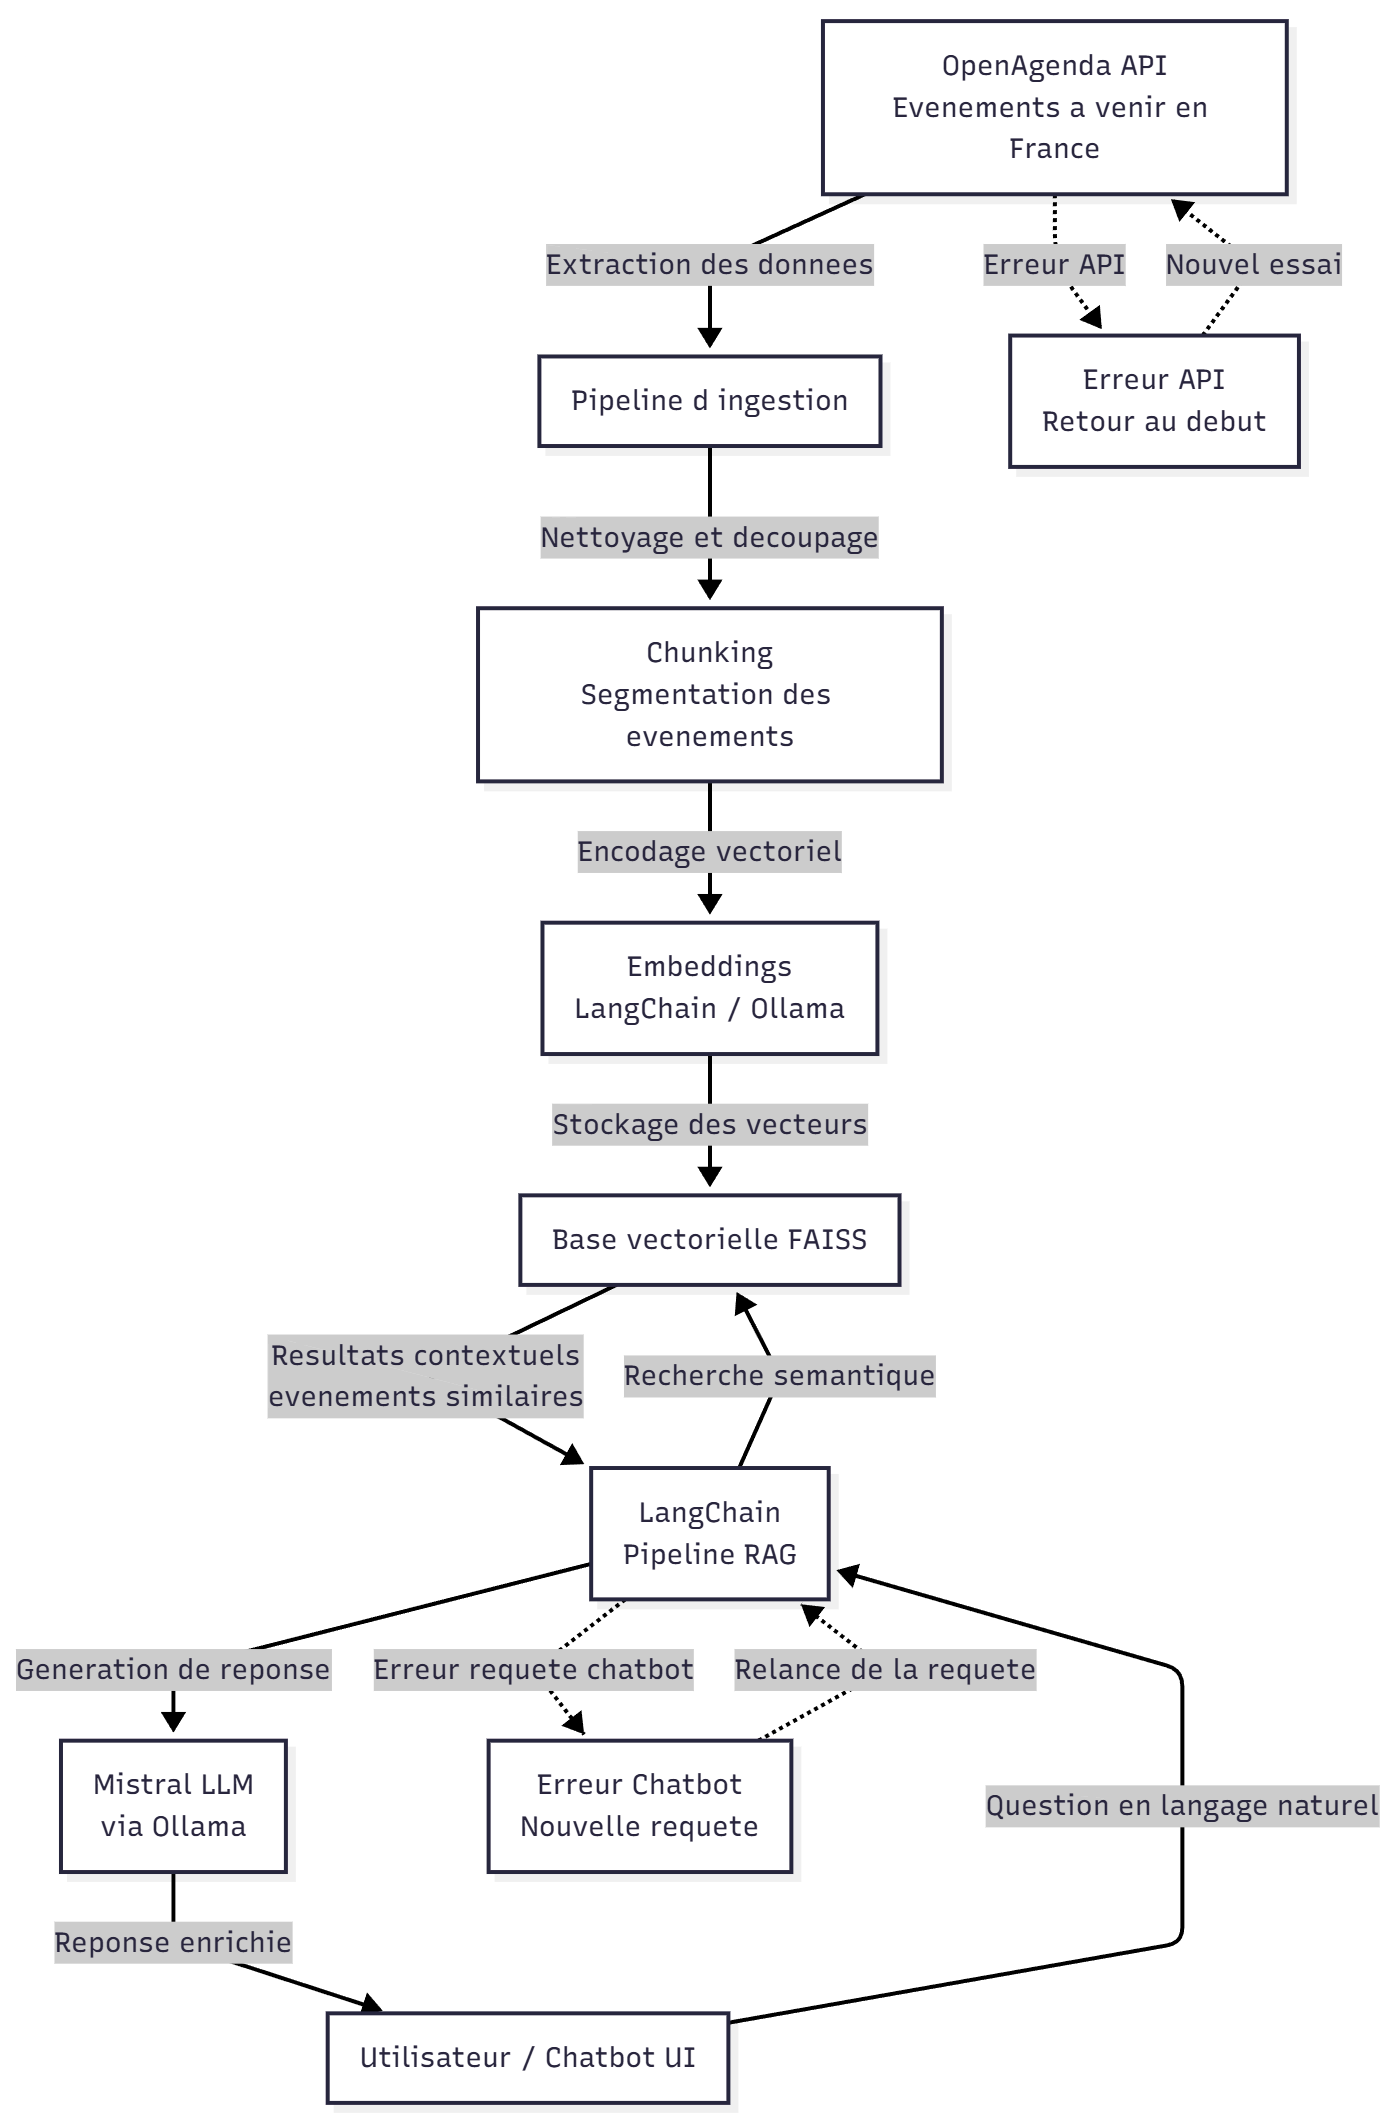 OpenAgenda API
Evenements a venir en
France
Extraction des donnees
Erreur API
Nouvel essai
Pipeline d ingestion
Erreur API
Retour au debut
Nettoyage et decoupage
Chunking
Segmentation des
evenements
Encodage vectoriel
Embeddings
LangChain / Ollama
Stockage des vecteurs
Base vectorielle FAISS
Resultats contextuels
evenements similaires
Recherche semantique
LangChain
Pipeline RAG
Generation de reponse
Erreur requete chatbot
Relance de la requete
Mistral LLM
via Ollama
Erreur Chatbot
Nouvelle requete
Question en langage naturel
Reponse enrichie
Utilisateur / Chatbot UI